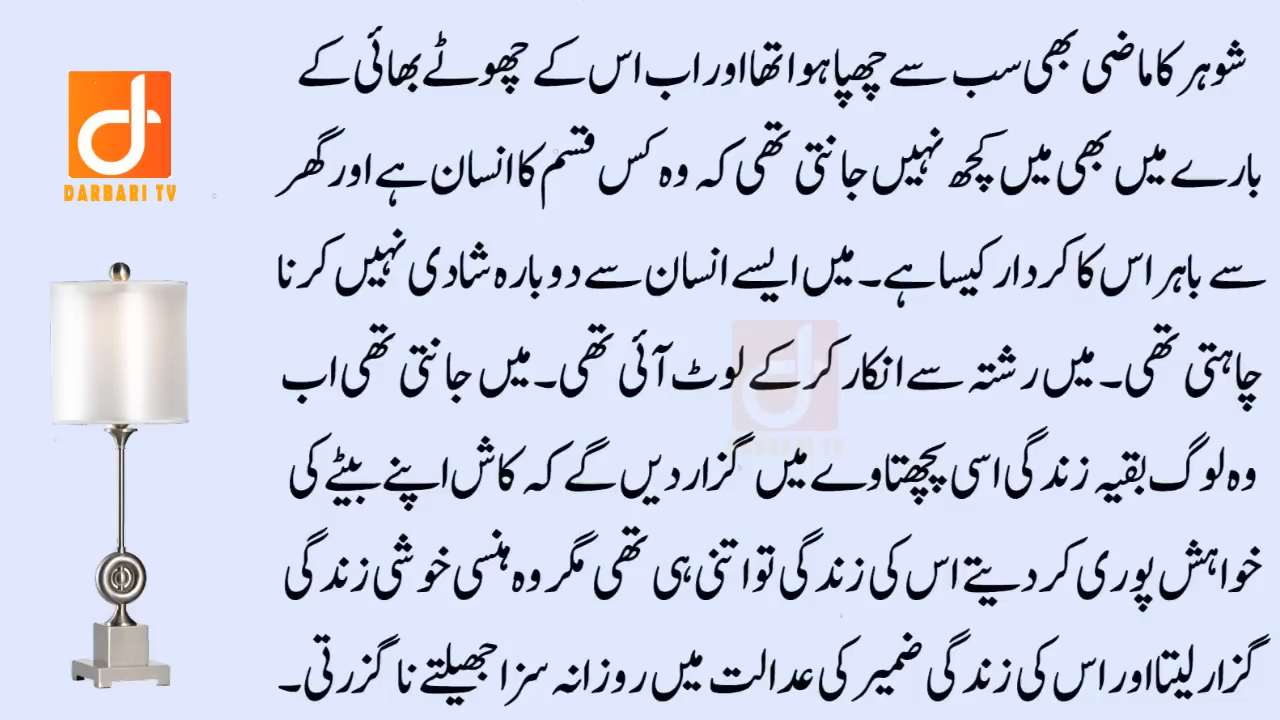 شوہر کا ماضی بھی سب سے چھپا ہوا تھا اور اب اس کے چھوٹے بھائی کے
بارے میں بھی میں کچھ نہیں جانتی تھی کہ وہ کس قسم کا انسان ہے اور گھر
سے باہر اس کا کردار کیسا ہے۔ میں ایسے انسان سے دوبارہ شادی نہیں کرنا
چاہتی تھی۔ میں رشتہ سے انکار کر کے لوٹ آئی تھی۔ میں جانتی تھی اب
وہ لوگ بقیہ زندگی اسی پچھتاوے میں گزار دیں گے کہ کاش اپنے بیٹے کی
خواہش پوری کر دیتے اس کی زندگی تو اتنی ہی تھی مگر وہ ہنسی خوشی زندگی
گزار لیتا اور اس کی زندگی ضمیر کی عدالت میں روزانہ سزا جھیلتے نا گزرتی۔
DARBARI TV
DARBARI TV